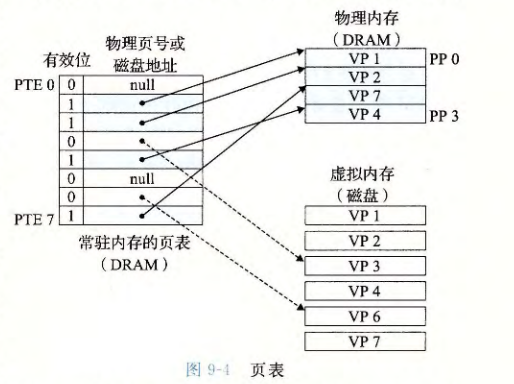 物理页号或
磁盘地址
有效位
PTE 0
0
null
1
1
0
1
0
null
0
PTE 7
1
常驻内存的页表
（DRAM）
物理内存
（DRAM）
VP 1
PP 0
VP 2
VP 7
VP 4
PP 3
虚拟内存
（磁盘）
VP 1
VP 2
VP 3
VP 4
VP 6
VP 7
图 9-4 页表